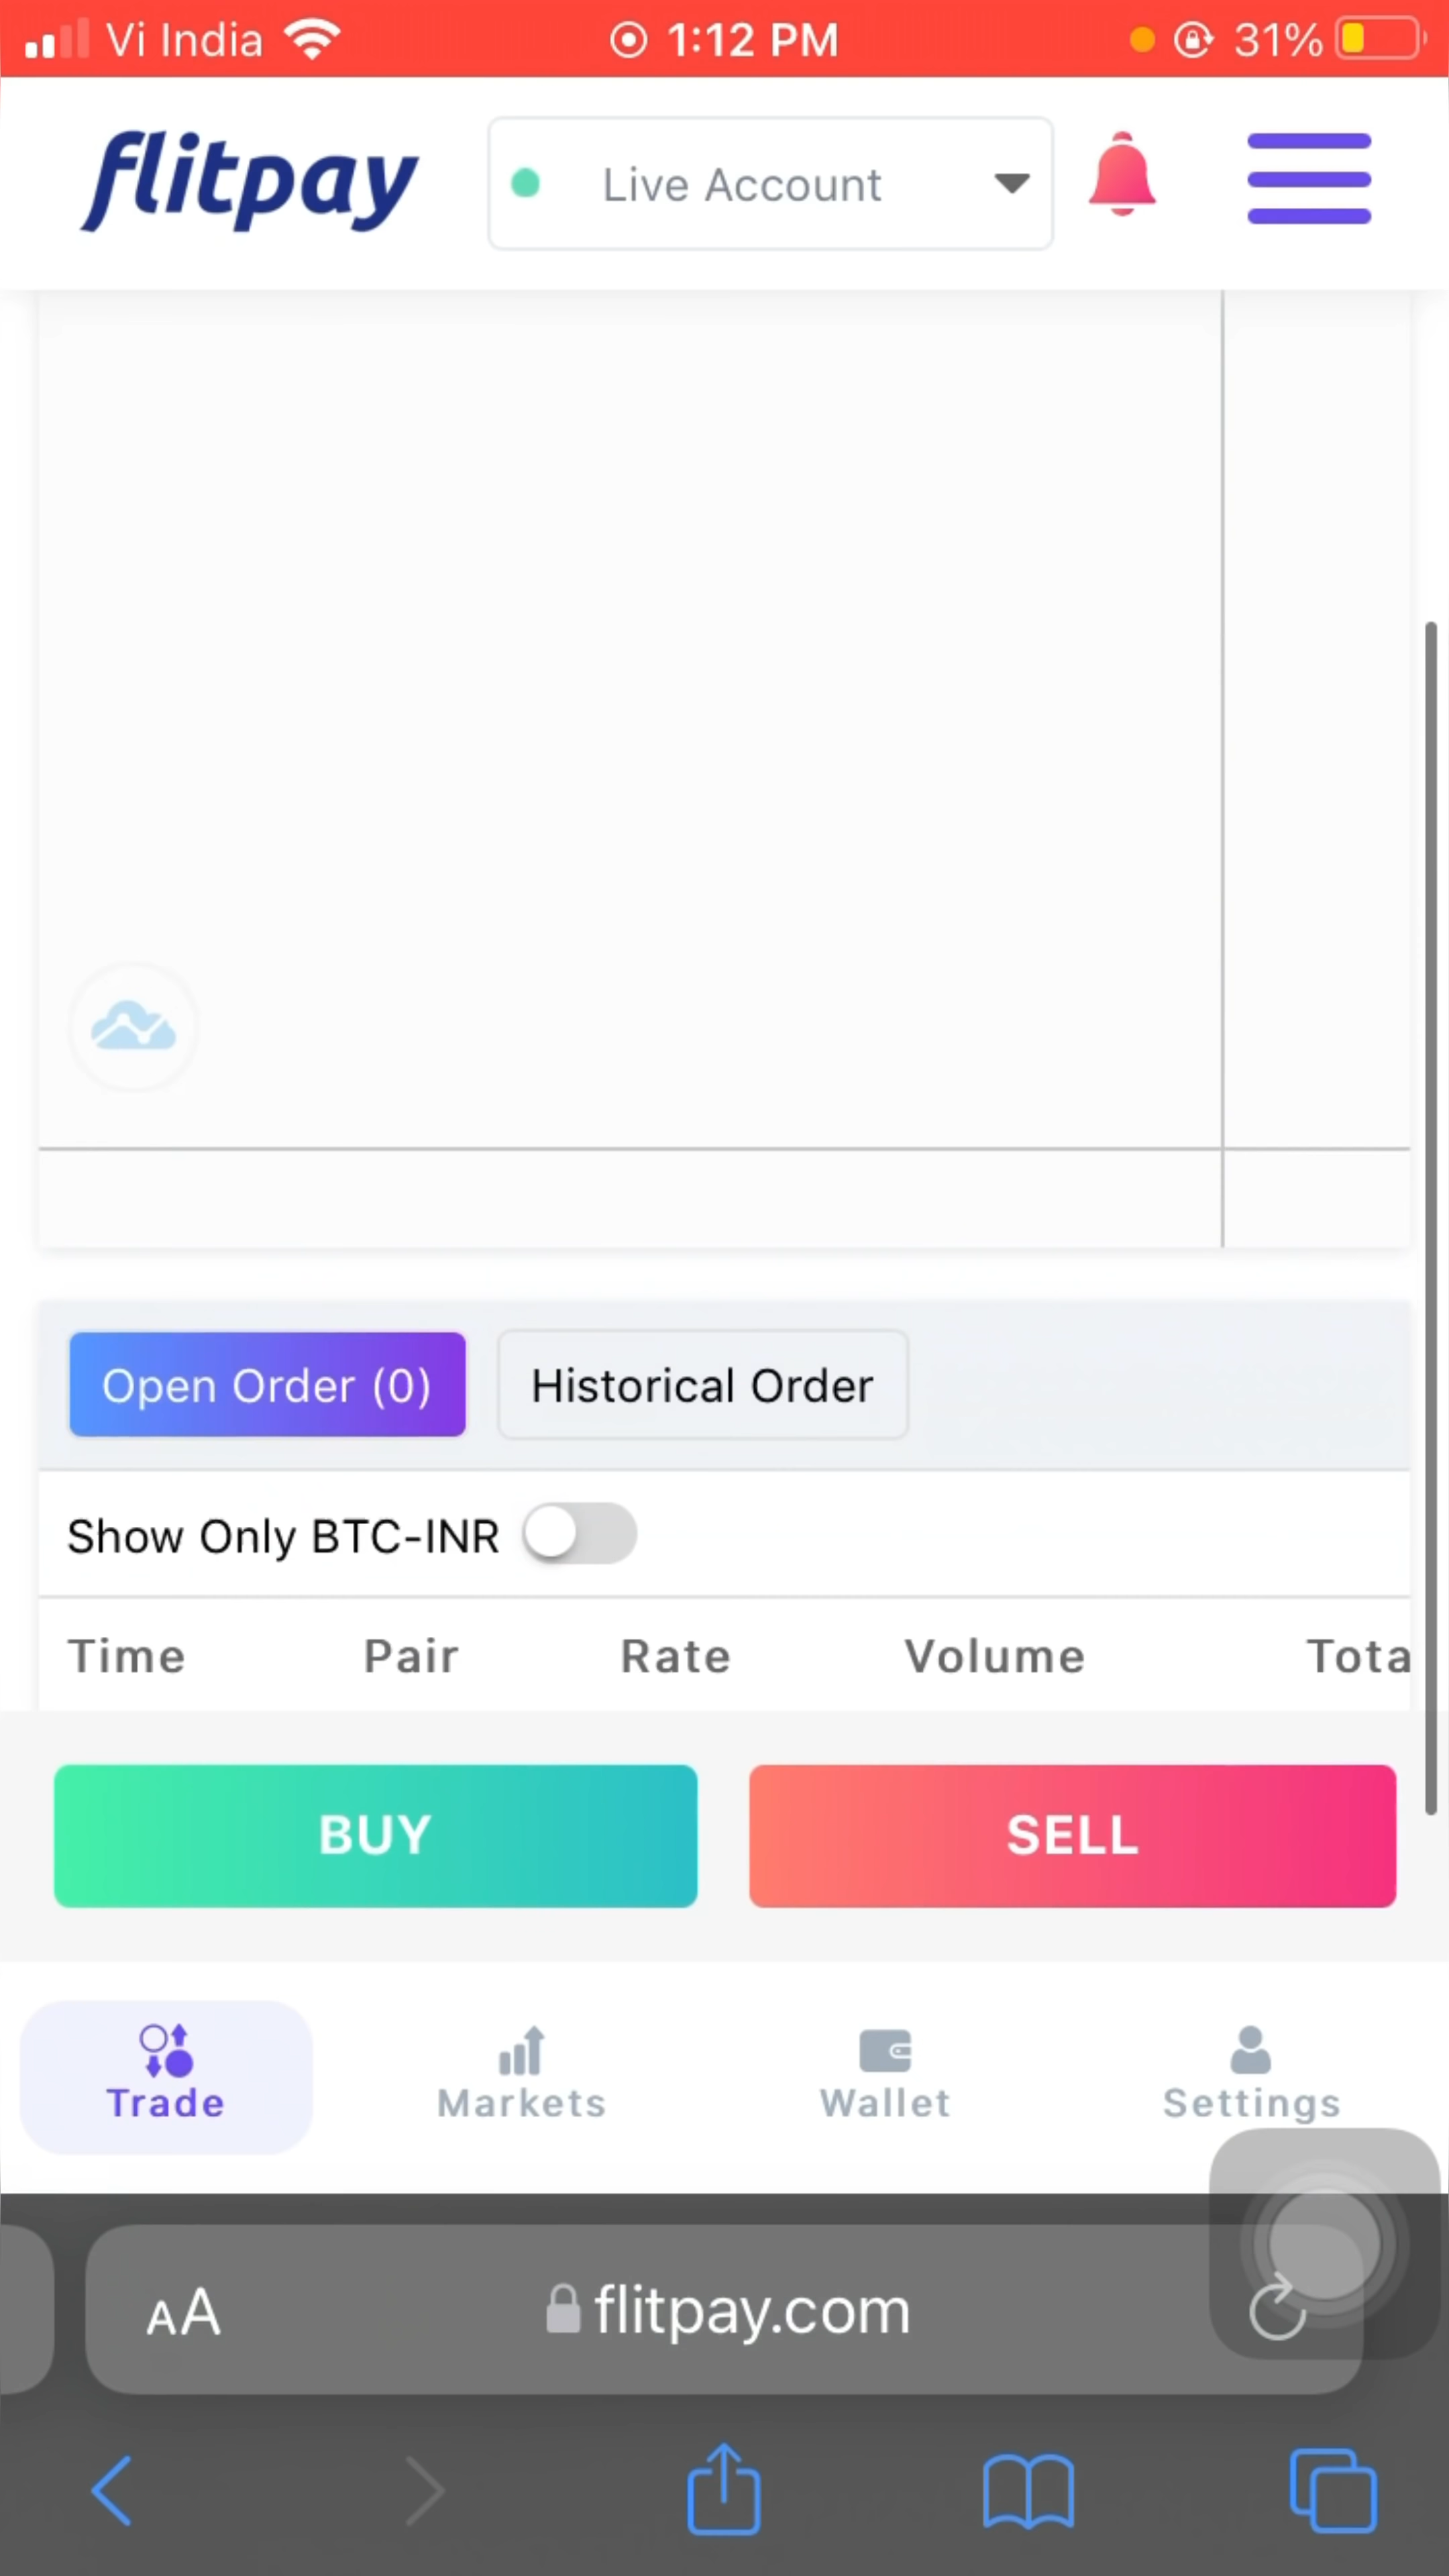 Vi India 1:12 PM 31%
flitpay Live Account
Open Order (0) Historical Order
Show Only BTC-INR
Time Pair Rate Volume Tota
BUY SELL
Trade Markets Wallet Settings
AA flitpay.com